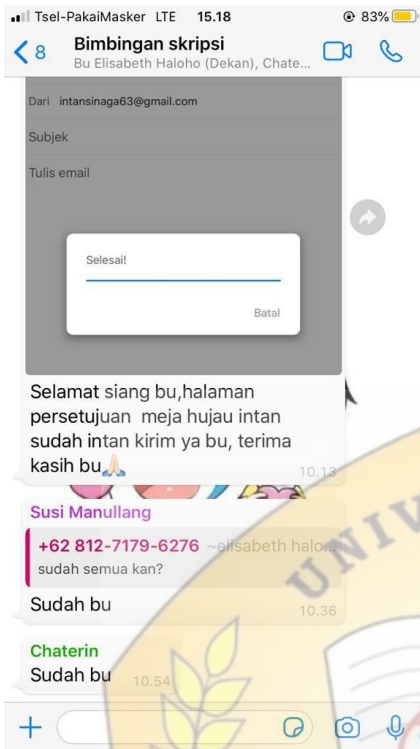 Tsel-PakaiMasker LTE 15.18 83%
8 Bimbingan skripsi
Bu Elisabeth Haloho (Dekan), Chate...
Dari intansinaga63@gmail.com
Subjek
Tulis email
Selesai!
Batal
Selamat siang bu,halaman
persetujuan meja hujau intan
sudah intan kirim ya bu, terima
kasih bu🙏🏻 10.13
Susi Manullang
+62 812-7179-6276 ~elisabeth halo...
sudah semua kan?
Sudah bu 10.36
Chaterin
Sudah bu 10.54
UNIV